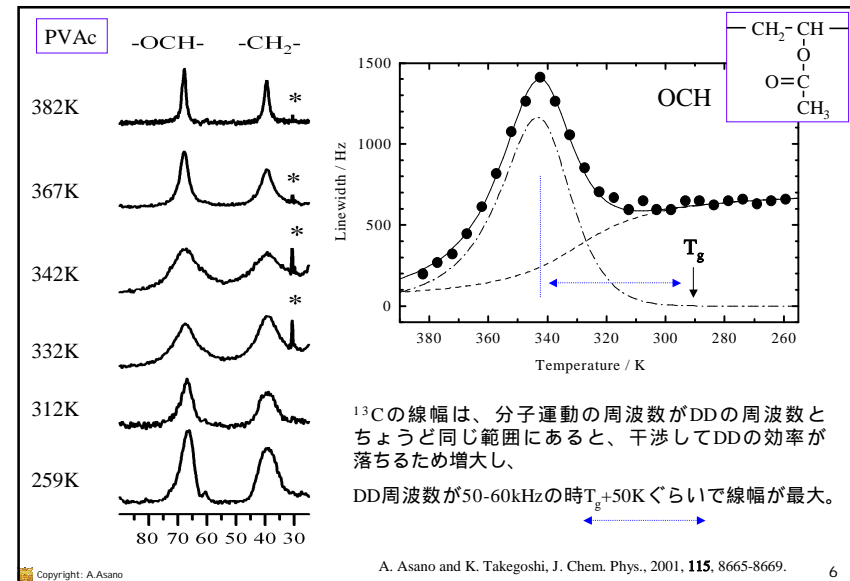 PVAc
-OCH- -CH2-
382K
*
367K
*
342K
*
332K
*
312K
259K
80 70 60 50 40 30
CH2 CH
O
O=C
CH3
OCH
Linewidth / Hz
1500
1000
500
0
Tg
380 360 340 320 300 280 260
Temperature / K
13Cの線幅は、分子運動の周波数がDDの周波数と
ちょうど同じ範囲にあると、干渉してDDの効率が
落ちるため増大し、
DD周波数が50-60kHzの時Tg+50Kぐらいで線幅が最大。
Copyright: A.Asano
A. Asano and K. Takegoshi, J. Chem. Phys., 2001, 115, 8665-8669.
6